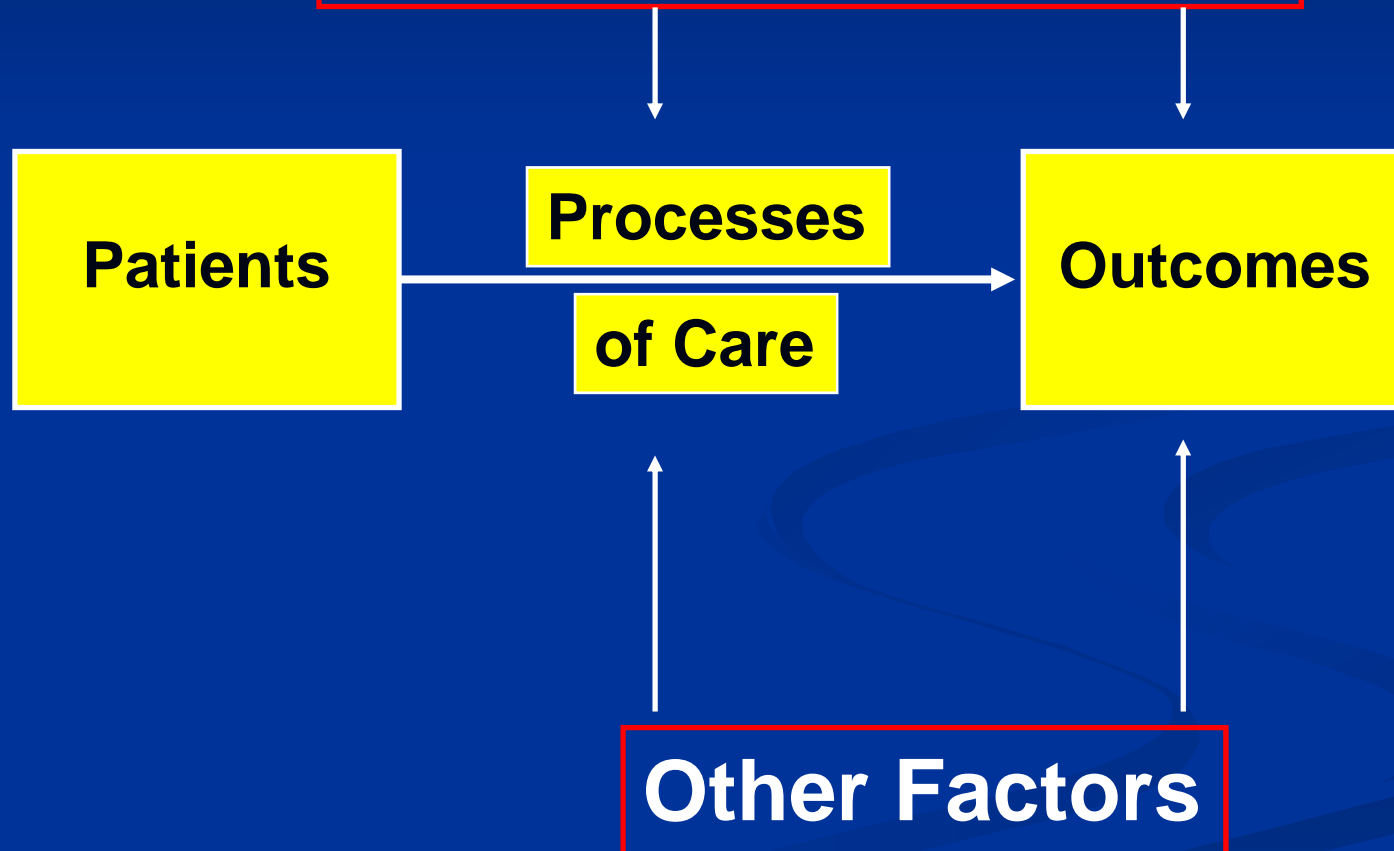 Patients
Processes
of Care
Outcomes
Other Factors